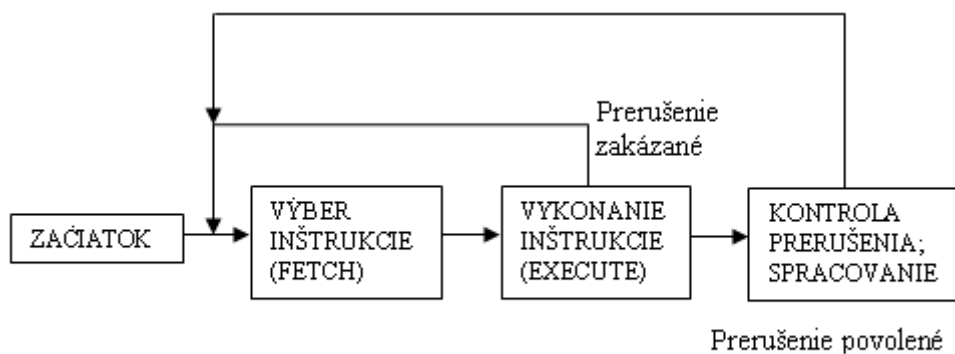 Prerušenie
zakázané
ZAČIATOK
VÝBER
INŠTRUKCIE
(FETCH)
VYKONANIE
INŠTRUKCIE
(EXECUTE)
KONTROLA
PRERUŠENIA;
SPRACOVANIE
Prerušenie povolené